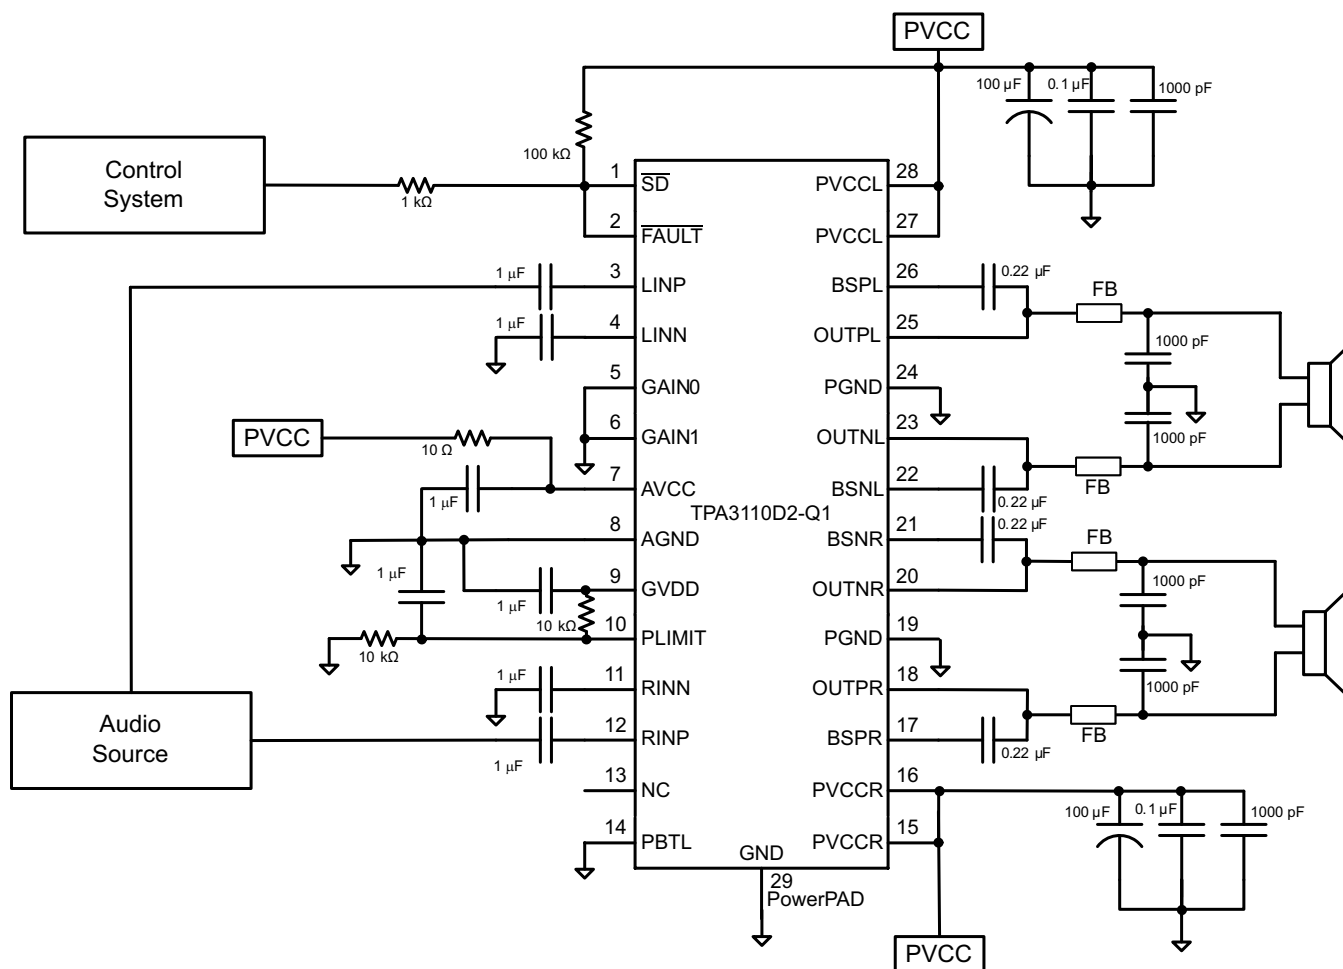 PVCC
100 µF
0.1 µF
1000 pF
Control
System
100 kΩ
1 kΩ
1
SD
28
PVCCL
2
FAULT
27
PVCCL
1 µF
3
LINP
26
BSPL
0.22 µF
FB
1 µF
4
LINN
25
OUTPL
1000 pF
5
GAIN0
24
PGND
PVCC
10 Ω
6
GAIN1
23
OUTNL
1000 pF
1 µF
7
AVCC
22
BSNL
0.22 µF
FB
TPA3110D2-Q1
8
AGND
21
BSNR
0.22 µF
FB
1 µF
9
GVDD
20
OUTNR
1000 pF
1 µF
10 kΩ
10 kΩ
10
PLIMIT
19
PGND
1 µF
11
RINN
18
OUTPR
1000 pF
Audio
Source
1 µF
12
RINP
17
BSPR
0.22 µF
FB
13
NC
16
PVCCR
14
PBTL
15
PVCCR
100 µF
0.1 µF
1000 pF
GND
29
PowerPAD
PVCC